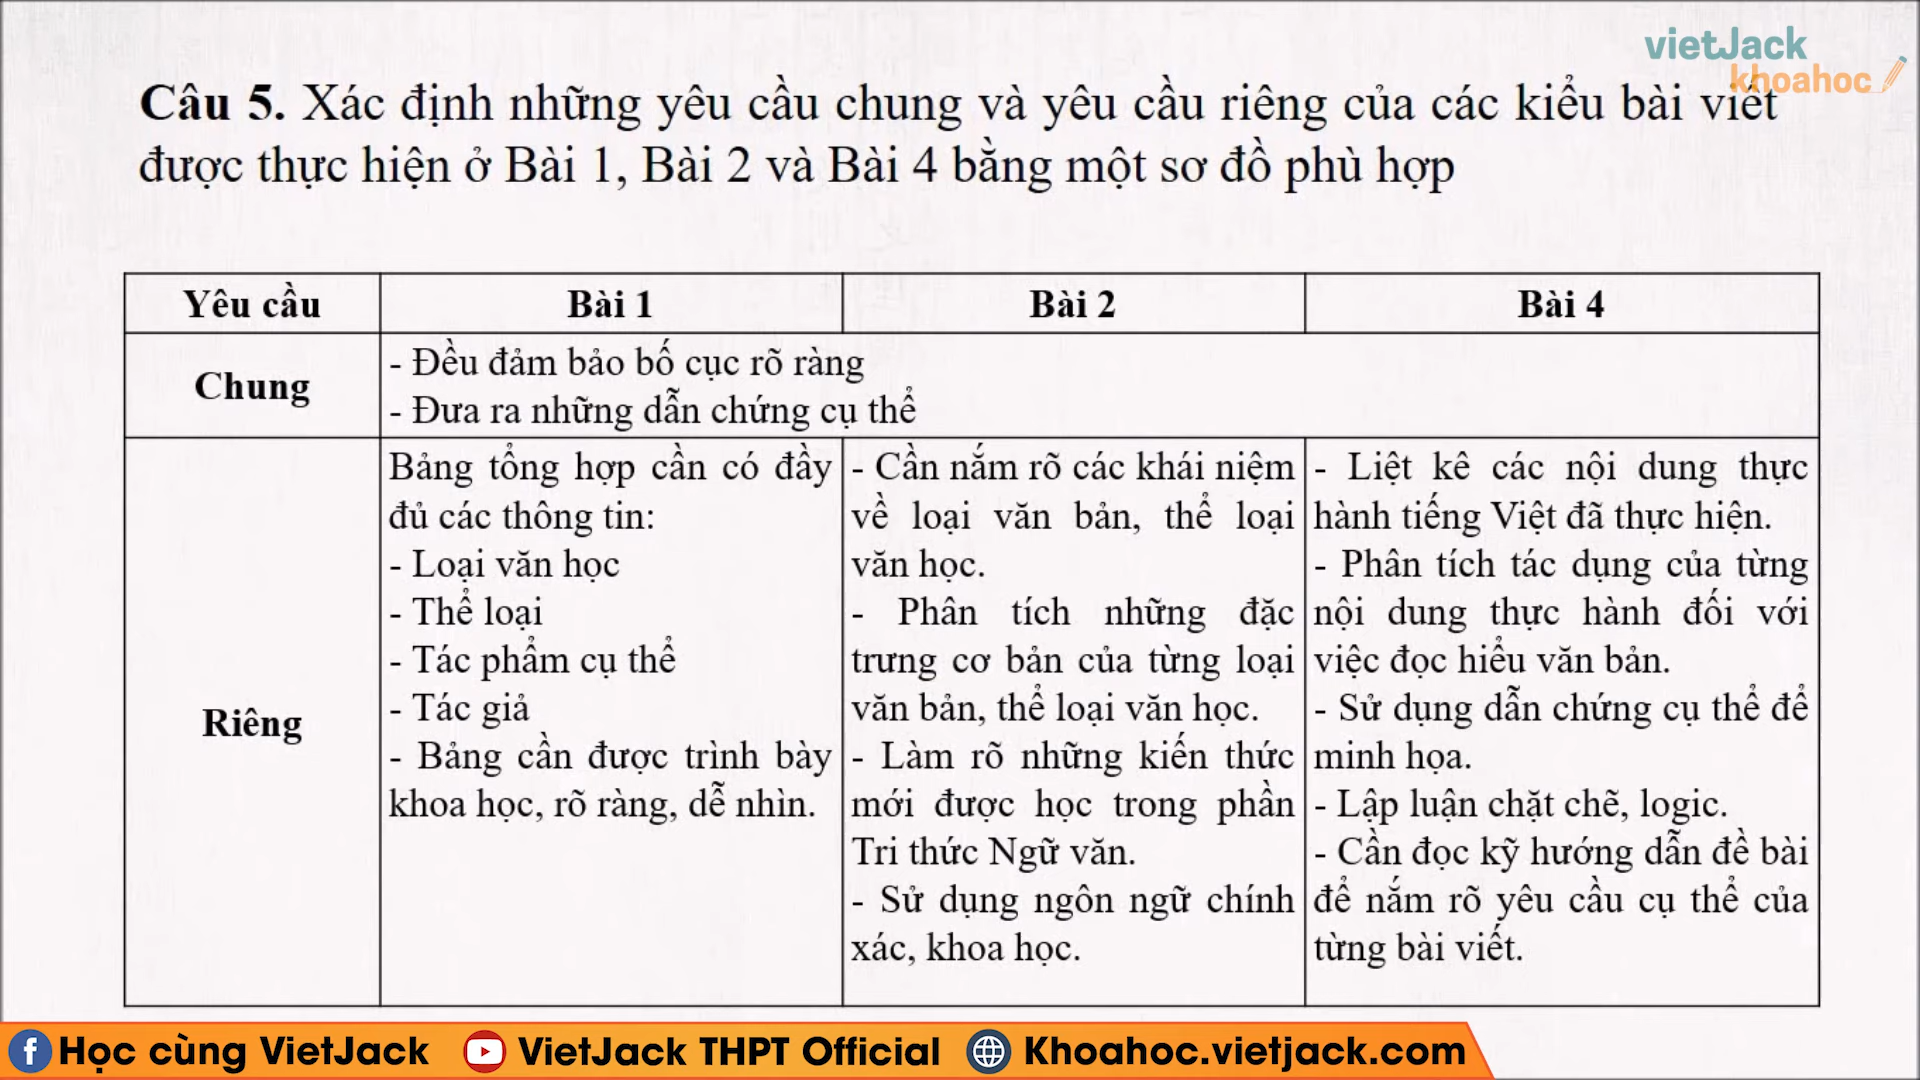 vietJack
khoahoc
Câu 5. Xác định những yêu cầu chung và yêu cầu riêng của các kiểu bài viết
được thực hiện ở Bài 1, Bài 2 và Bài 4 bằng một sơ đồ phù hợp
Yêu cầu
Bài 1
Bài 2
Bài 4
Chung
- Đều đảm bảo bố cục rõ ràng
- Đưa ra những dẫn chứng cụ thể
Riêng
Bảng tổng hợp cần có đầy
đủ các thông tin:
- Loại văn học
- Thể loại
- Tác phẩm cụ thể
- Tác giả
- Bảng cần được trình bày
khoa học, rõ ràng, dễ nhìn.
- Cần nắm rõ các khái niệm
về loại văn bản, thể loại
văn học.
- Phân tích những đặc
trưng cơ bản của từng loại
văn bản, thể loại văn học.
- Làm rõ những kiến thức
mới được học trong phần
Tri thức Ngữ văn.
- Sử dụng ngôn ngữ chính
xác, khoa học.
- Liệt kê các nội dung thực
hành tiếng Việt đã thực hiện.
- Phân tích tác dụng của từng
nội dung thực hành đối với
việc đọc hiểu văn bản.
- Sử dụng dẫn chứng cụ thể để
minh họa.
- Lập luận chặt chẽ, logic.
- Cần đọc kỹ hướng dẫn đề bài
để nắm rõ yêu cầu cụ thể của
từng bài viết.
Học cùng VietJack
VietJack THPT Official
Khoahoc.vietjack.com